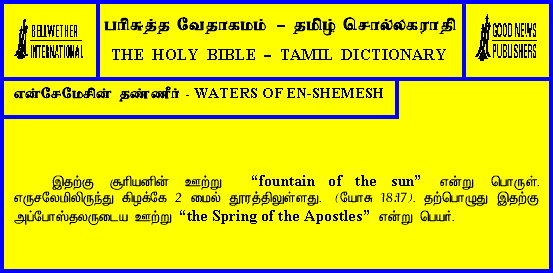 BELLWETHER
INTERNATIONAL
பரிசுத்த வேதாகமம் – தமிழ் சொல்லகராதி
THE HOLY BIBLE – TAMIL DICTIONARY
GOOD NEWS
PUBLISHERS
என்சேமேசின் தண்ணீர் - WATERS OF EN-SHEMESH
இதற்கு சூரியனின் ஊற்று “fountain of the sun” என்று பொருள்.
எருசலேமிலிருந்து கிழக்கே 2 மைல் தூரத்திலுள்ளது. (யோசு 18:17). தற்பொழுது இதற்கு
அப்போஸ்தலருடைய ஊற்று “the Spring of the Apostles” என்று பெயர்.